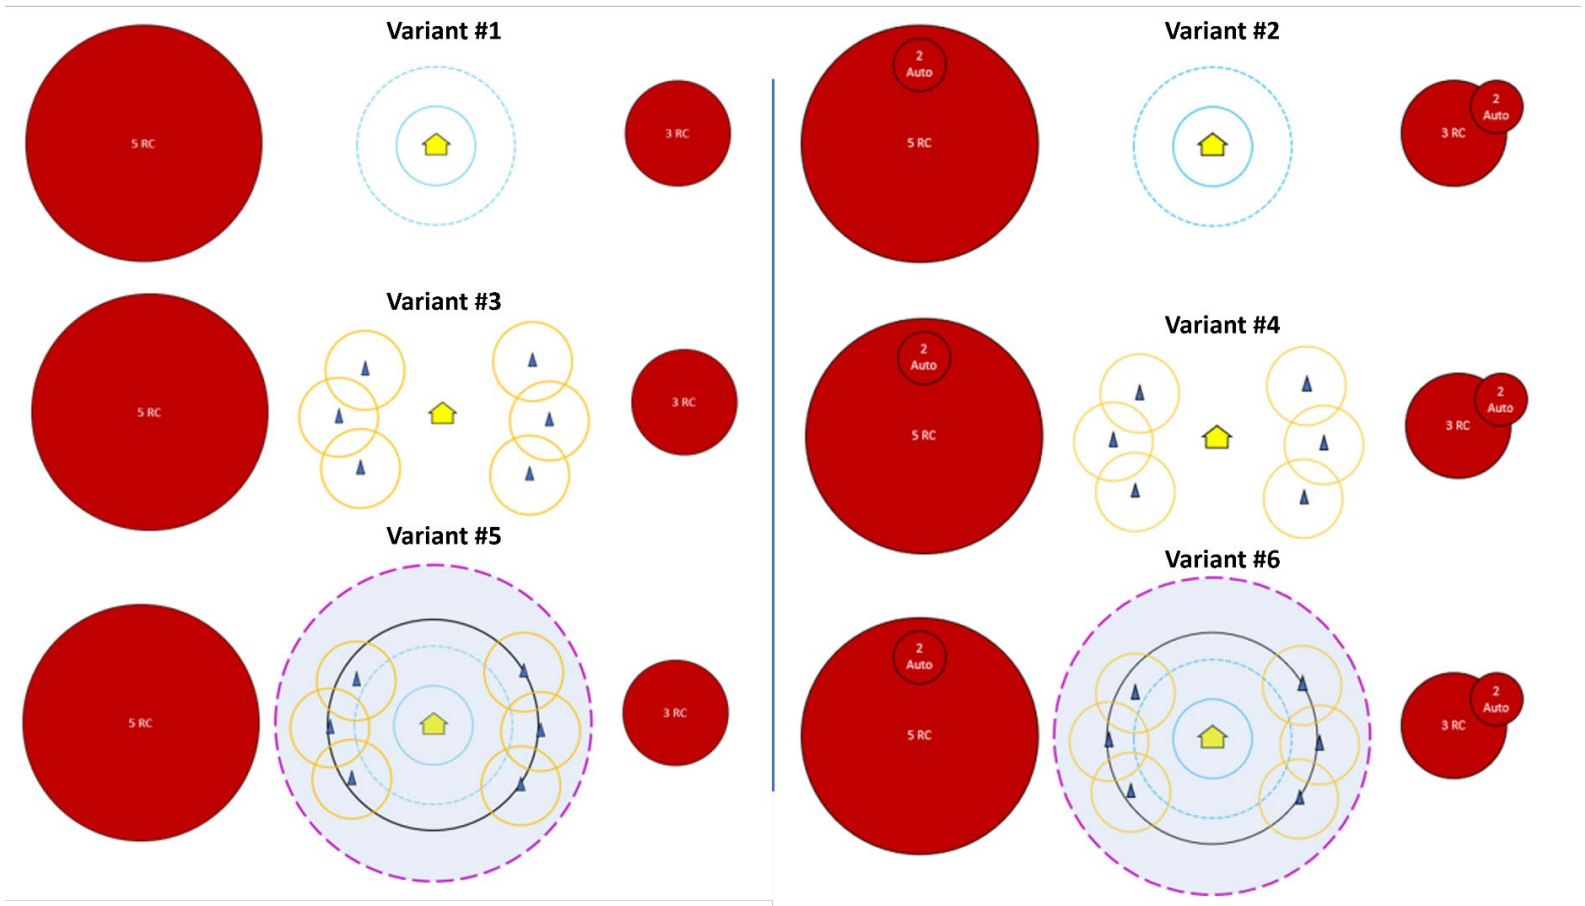 Variant #1
5 RC
3 RC
Variant #2
2
Auto
5 RC
3 RC
2
Auto
Variant #3
5 RC
3 RC
Variant #4
2
Auto
5 RC
3 RC
2
Auto
Variant #5
5 RC
3 RC
Variant #6
2
Auto
5 RC
3 RC
2
Auto